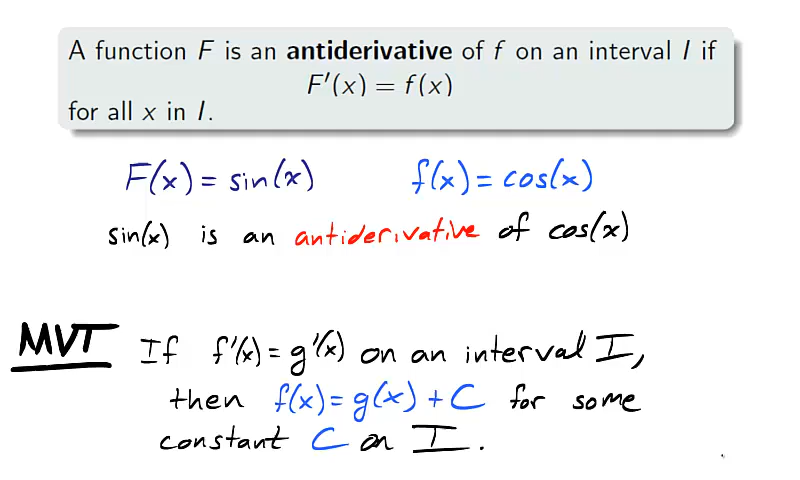 A function F is an antiderivative of f on an interval I if
F′(x) = f(x)
for all x in I.
F(x) = sin(x) f(x) = cos(x)
sin(x) is an antiderivative of cos(x)
MVT If f′(x) = g′(x) on an interval I,
then f(x) = g(x) + C for some
constant C on I.